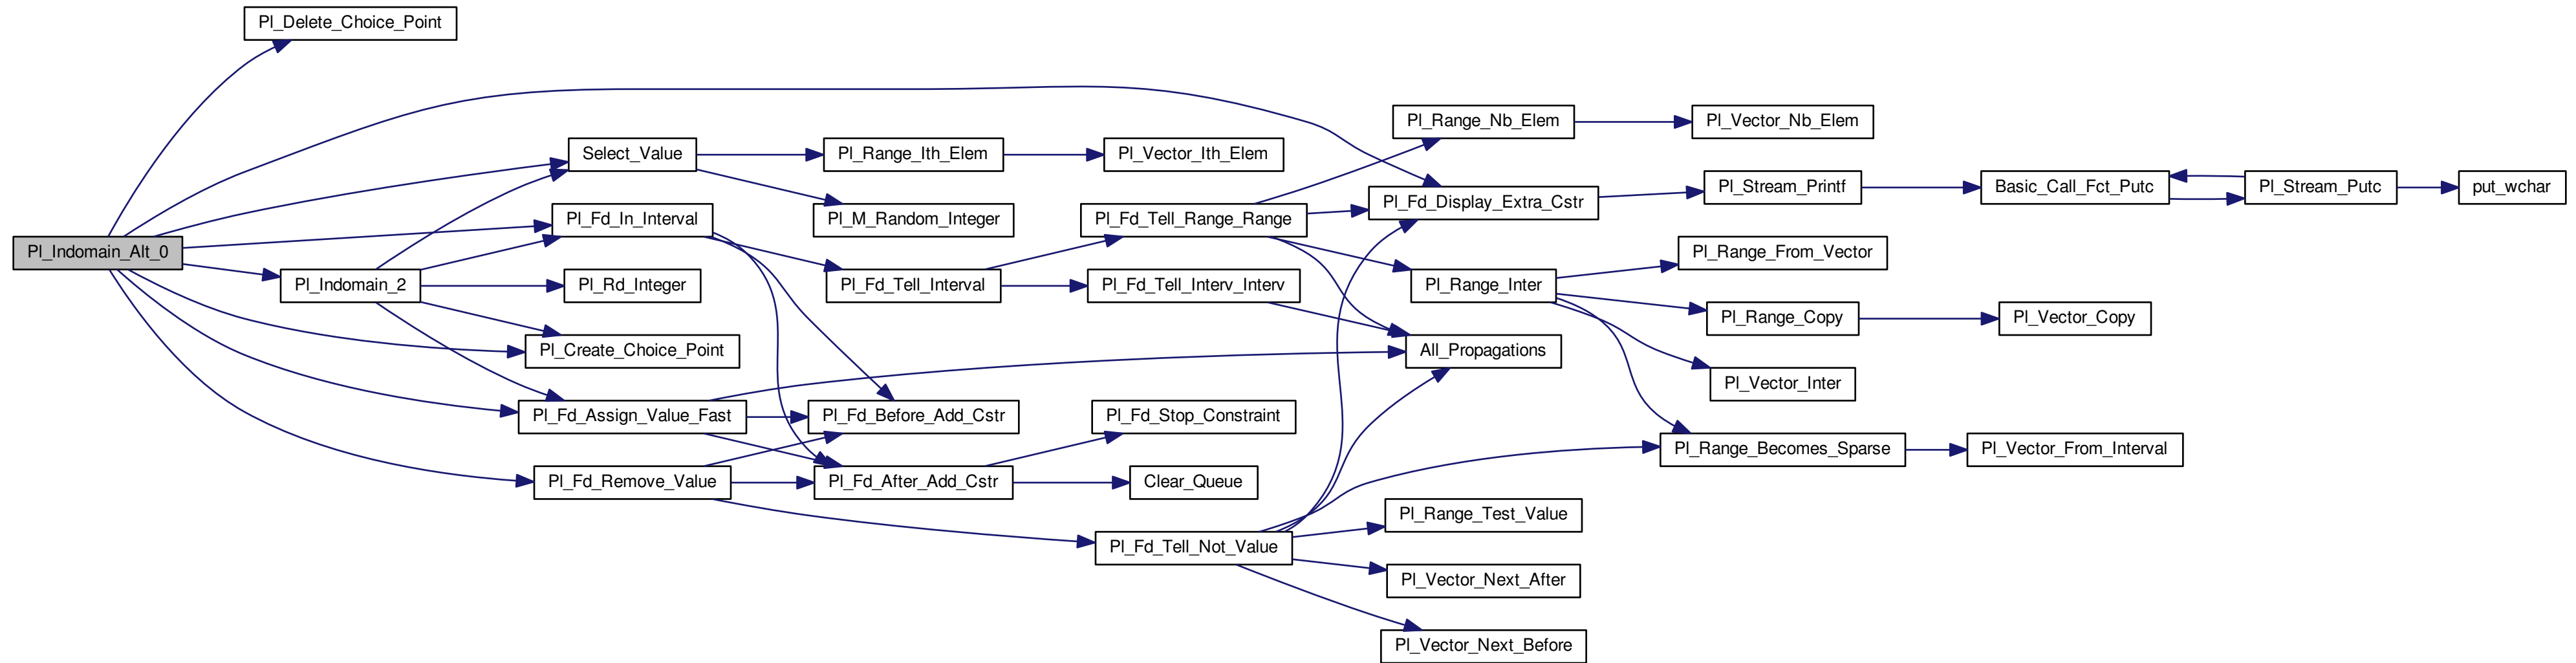 Pl_Delete_Choice_Point
Pl_Range_Nb_Elem
Pl_Vector_Nb_Elem
Select_Value
Pl_Range_Ith_Elem
Pl_Vector_Ith_Elem
Pl_Fd_Display_Extra_Cstr
Pl_Stream_Printf
Basic_Call_Fct_Putc
Pl_Stream_Putc
put_wchar
Pl_Fd_In_Interval
Pl_M_Random_Integer
Pl_Fd_Tell_Range_Range
Pl_Indomain_Alt_0
Pl_Range_From_Vector
Pl_Indomain_2
Pl_Rd_Integer
Pl_Fd_Tell_Interval
Pl_Fd_Tell_Interv_Interv
Pl_Range_Inter
Pl_Range_Copy
Pl_Vector_Copy
Pl_Create_Choice_Point
All_Propagations
Pl_Vector_Inter
Pl_Fd_Assign_Value_Fast
Pl_Fd_Before_Add_Cstr
Pl_Fd_Stop_Constraint
Pl_Range_Becomes_Sparse
Pl_Vector_From_Interval
Pl_Fd_Remove_Value
Pl_Fd_After_Add_Cstr
Clear_Queue
Pl_Range_Test_Value
Pl_Fd_Tell_Not_Value
Pl_Vector_Next_After
Pl_Vector_Next_Before